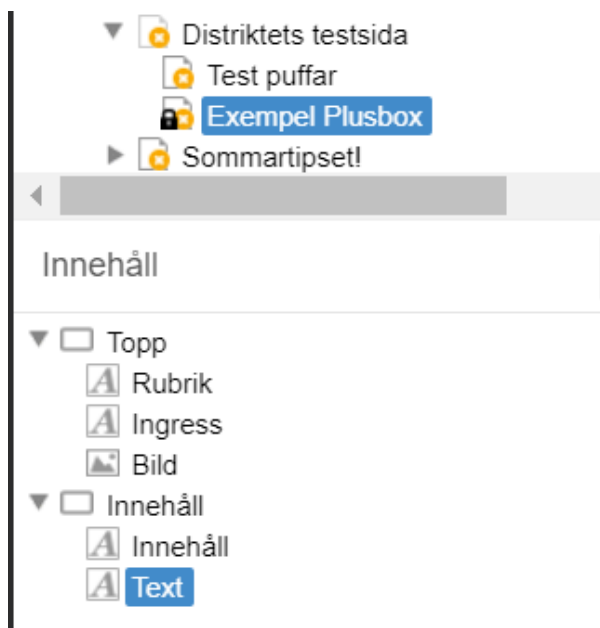 Distriktets testsida
Test puffar
Exempel Plusbox
Sommartipset!
Innehåll
Topp
Rubrik
Ingress
Bild
Innehåll
Innehåll
Text